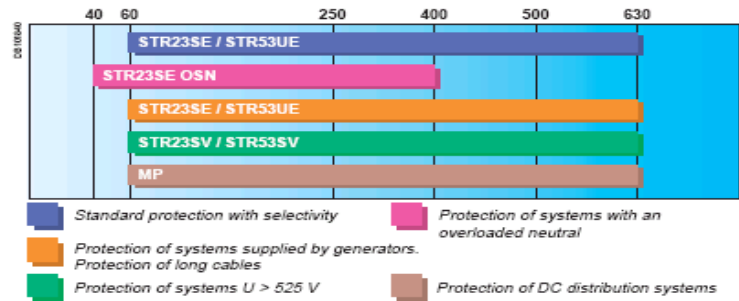 40 60 250 400 500 630
DB101640
STR23SE / STR53UE
STR23SE OSN
STR23SE / STR53UE
STR23SV / STR53SV
MP
Standard protection with selectivity
Protection of systems with an
overloaded neutral
Protection of systems supplied by generators.
Protection of long cables
Protection of systems U > 525 V
Protection of DC distribution systems